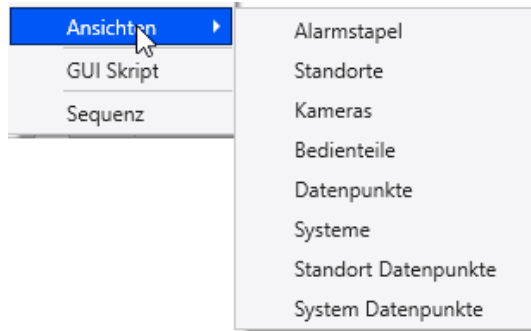 Ansichten
GUI Skript
Sequenz
Alarmstapel
Standorte
Kameras
Bedienteile
Datenpunkte
Systeme
Standort Datenpunkte
System Datenpunkte